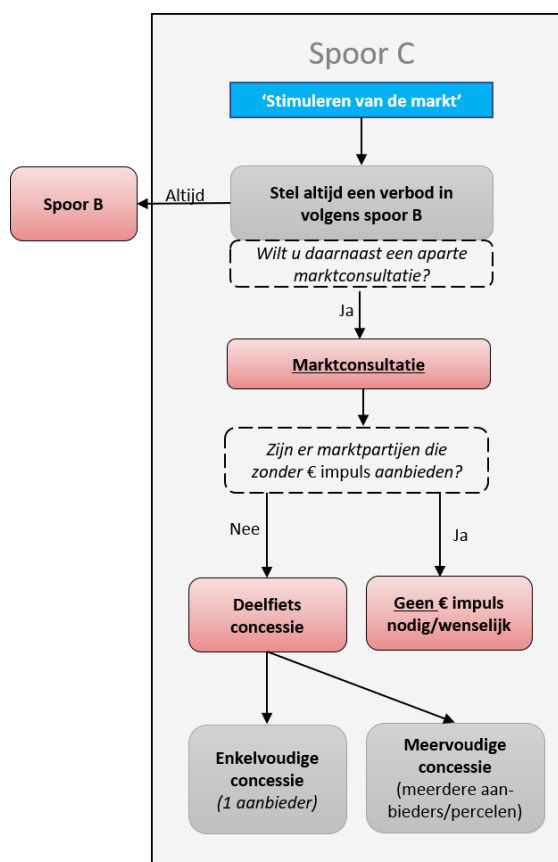 Spoor C
‘Stimuleren van de markt’
Spoor B
Altijd
Stel altijd een verbod in
volgens spoor B
Wilt u daarnaast een aparte
marktconsultatie?
Ja
Marktconsultatie
Zijn er marktpartijen die
zonder € impuls aanbieden?
Nee
Ja
Deelfiets
concessie
Geen € impuls
nodig/wenselijk
Enkelvoudige
concessie
(1 aanbieder)
Meervoudige
concessie
(meerdere aan-
bieders/percelen)